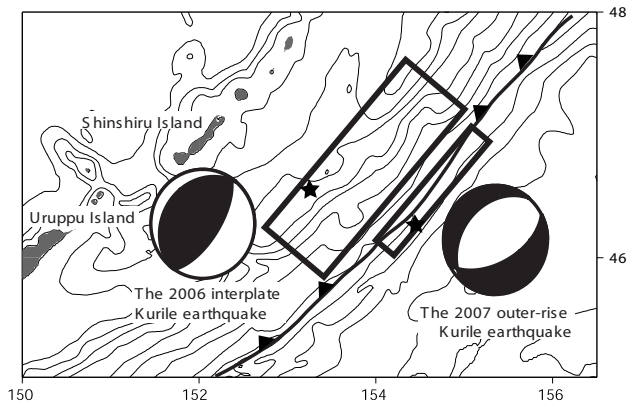 48
Shinshiru Island
Uruppu Island
46
The 2006 interplate
Kurile earthquake
The 2007 outer-rise
Kurile earthquake
150
152
154
156